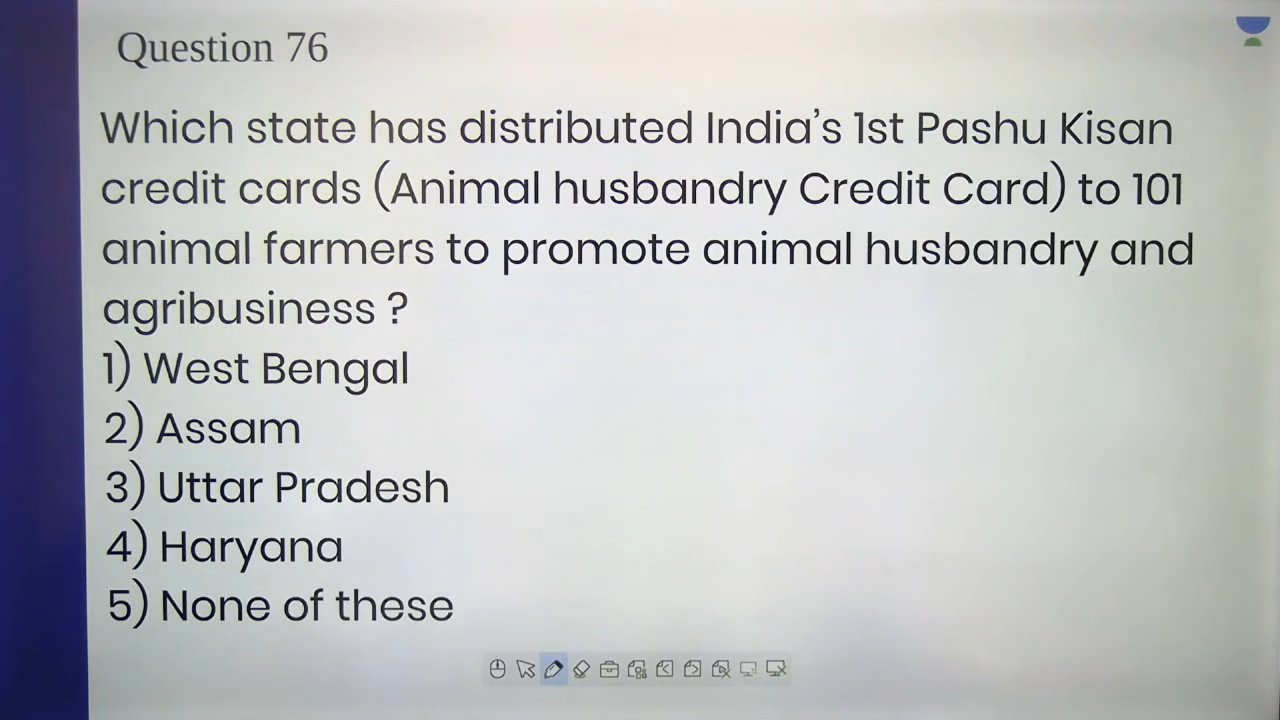 Question 76
Which state has distributed India’s 1st Pashu Kisan
credit cards (Animal husbandry Credit Card) to 101
animal farmers to promote animal husbandry and
agribusiness ?
1) West Bengal
2) Assam
3) Uttar Pradesh
4) Haryana
5) None of these